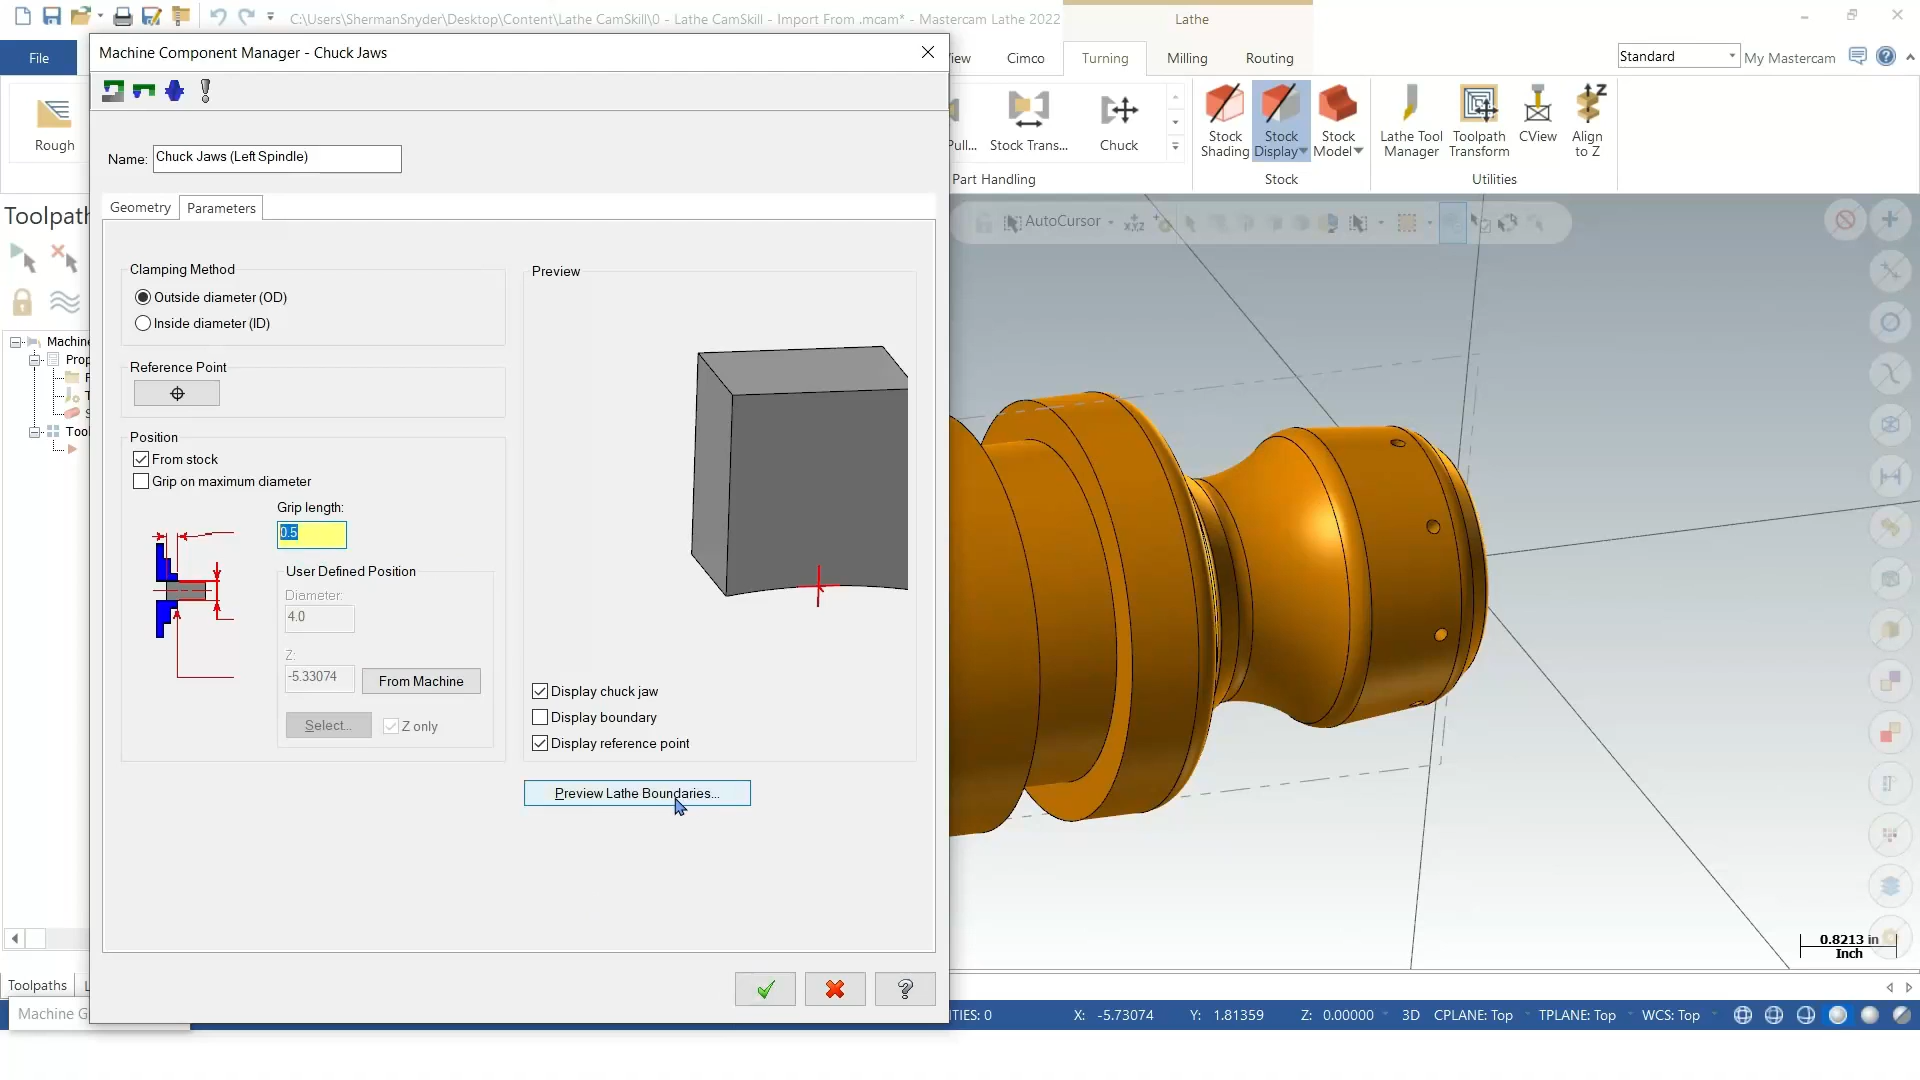 C:\Users\ShermanSnyder\Desktop\Content\Lathe CamSkill\0 - Lathe CamSkill - Import From .mcam* - Mastercam Lathe 2022
Lathe
Machine Component Manager - Chuck Jaws
File
Cimco
Turning
Milling
Routing
Standard
My Mastercam
Rough
Stock Trans...
Chuck
Stock Shading
Stock Display
Stock Model
Lathe Tool Manager
Toolpath Transform
CView
Align to Z
Part Handling
Stock
Utilities
Name:
Chuck Jaws (Left Spindle)
Geometry
Parameters
AutoCursor
Clamping Method
Outside diameter (OD)
Inside diameter (ID)
Reference Point
Position
From stock
Grip on maximum diameter
Grip length:
0.5
User Defined Position
Diameter:
4.0
Z:
-5.33074
From Machine
Select...
Z only
Preview
Display chuck jaw
Display boundary
Display reference point
Preview Lathe Boundaries...
0.8213 in
Inch
Toolpaths
X: -5.73074
Y: 1.81359
Z: 0.00000
3D
CPLANE: Top
TPLANE: Top
WCS: Top